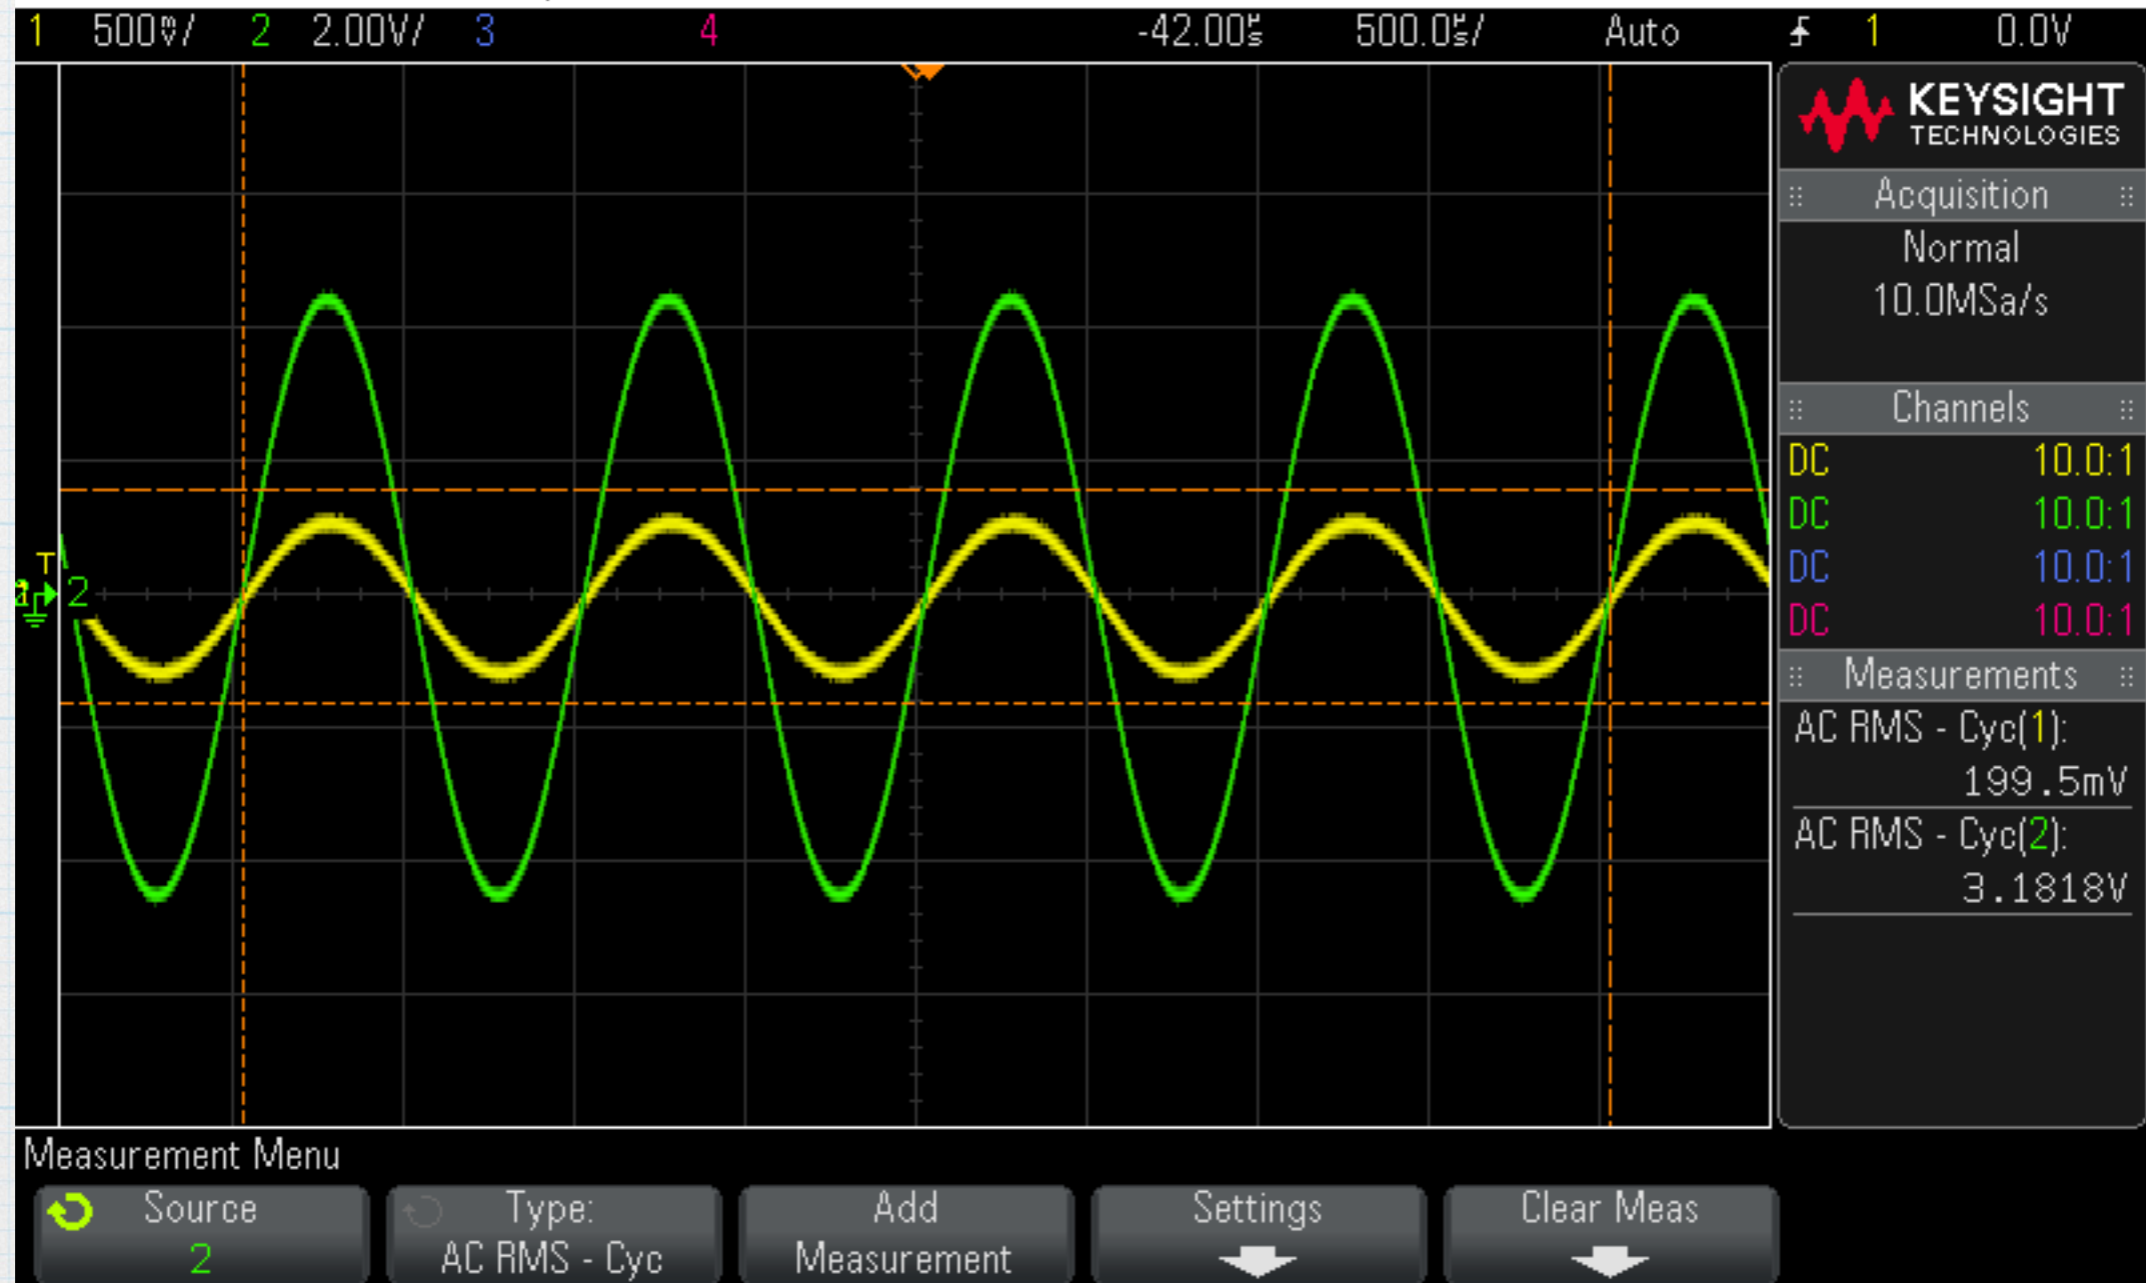 1 500mV/ 2 2.00V/ 3 4 -42.00µs 500.0µs/ Auto 1 0.0V
KEYSIGHT
TECHNOLOGIES
Acquisition
Normal
10.0MSa/s
Channels
DC 10.0:1
DC 10.0:1
DC 10.0:1
DC 10.0:1
Measurements
AC RMS - Cyc(1):
199.5mV
AC RMS - Cyc(2):
3.1818V
T
2
Measurement Menu
Source
2
Type:
AC RMS - Cyc
Add
Measurement
Settings
Clear Meas